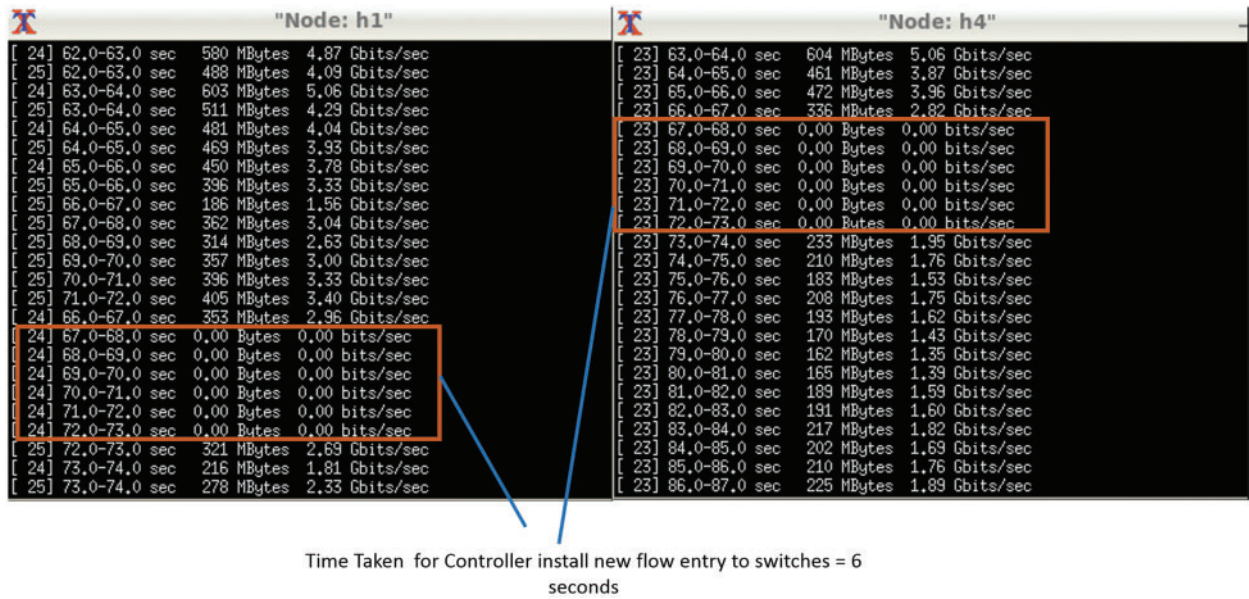 "Node: h1"
[ 24] 62.0-63.0 sec 580 MBytes 4.87 Gbits/sec
[ 25] 62.0-63.0 sec 488 MBytes 4.09 Gbits/sec
[ 24] 63.0-64.0 sec 603 MBytes 5.06 Gbits/sec
[ 25] 63.0-64.0 sec 511 MBytes 4.29 Gbits/sec
[ 24] 64.0-65.0 sec 481 MBytes 4.04 Gbits/sec
[ 25] 64.0-65.0 sec 469 MBytes 3.93 Gbits/sec
[ 24] 65.0-66.0 sec 450 MBytes 3.78 Gbits/sec
[ 25] 65.0-66.0 sec 396 MBytes 3.33 Gbits/sec
[ 25] 66.0-67.0 sec 186 MBytes 1.56 Gbits/sec
[ 25] 67.0-68.0 sec 362 MBytes 3.04 Gbits/sec
[ 25] 68.0-69.0 sec 314 MBytes 2.63 Gbits/sec
[ 25] 69.0-70.0 sec 357 MBytes 3.00 Gbits/sec
[ 25] 70.0-71.0 sec 396 MBytes 3.33 Gbits/sec
[ 25] 71.0-72.0 sec 405 MBytes 3.40 Gbits/sec
[ 24] 66.0-67.0 sec 353 MBytes 2.96 Gbits/sec
[ 24] 67.0-68.0 sec 0.00 Bytes 0.00 bits/sec
[ 24] 68.0-69.0 sec 0.00 Bytes 0.00 bits/sec
[ 24] 69.0-70.0 sec 0.00 Bytes 0.00 bits/sec
[ 24] 70.0-71.0 sec 0.00 Bytes 0.00 bits/sec
[ 24] 71.0-72.0 sec 0.00 Bytes 0.00 bits/sec
[ 24] 72.0-73.0 sec 0.00 Bytes 0.00 bits/sec
[ 25] 72.0-73.0 sec 321 MBytes 2.69 Gbits/sec
[ 24] 73.0-74.0 sec 216 MBytes 1.81 Gbits/sec
[ 25] 73.0-74.0 sec 278 MBytes 2.33 Gbits/sec
"Node: h4"
[ 23] 63.0-64.0 sec 604 MBytes 5.06 Gbits/sec
[ 23] 64.0-65.0 sec 461 MBytes 3.87 Gbits/sec
[ 23] 65.0-66.0 sec 472 MBytes 3.96 Gbits/sec
[ 23] 66.0-67.0 sec 336 MBytes 2.82 Gbits/sec
[ 23] 67.0-68.0 sec 0.00 Bytes 0.00 bits/sec
[ 23] 68.0-69.0 sec 0.00 Bytes 0.00 bits/sec
[ 23] 69.0-70.0 sec 0.00 Bytes 0.00 bits/sec
[ 23] 70.0-71.0 sec 0.00 Bytes 0.00 bits/sec
[ 23] 71.0-72.0 sec 0.00 Bytes 0.00 bits/sec
[ 23] 72.0-73.0 sec 0.00 Bytes 0.00 bits/sec
[ 23] 73.0-74.0 sec 233 MBytes 1.95 Gbits/sec
[ 23] 74.0-75.0 sec 210 MBytes 1.76 Gbits/sec
[ 23] 75.0-76.0 sec 183 MBytes 1.53 Gbits/sec
[ 23] 76.0-77.0 sec 208 MBytes 1.75 Gbits/sec
[ 23] 77.0-78.0 sec 193 MBytes 1.62 Gbits/sec
[ 23] 78.0-79.0 sec 170 MBytes 1.43 Gbits/sec
[ 23] 79.0-80.0 sec 162 MBytes 1.35 Gbits/sec
[ 23] 80.0-81.0 sec 165 MBytes 1.39 Gbits/sec
[ 23] 81.0-82.0 sec 189 MBytes 1.59 Gbits/sec
[ 23] 82.0-83.0 sec 191 MBytes 1.60 Gbits/sec
[ 23] 83.0-84.0 sec 217 MBytes 1.82 Gbits/sec
[ 23] 84.0-85.0 sec 202 MBytes 1.69 Gbits/sec
[ 23] 85.0-86.0 sec 210 MBytes 1.76 Gbits/sec
[ 23] 86.0-87.0 sec 225 MBytes 1.89 Gbits/sec
Time Taken for Controller install new flow entry to switches = 6
seconds